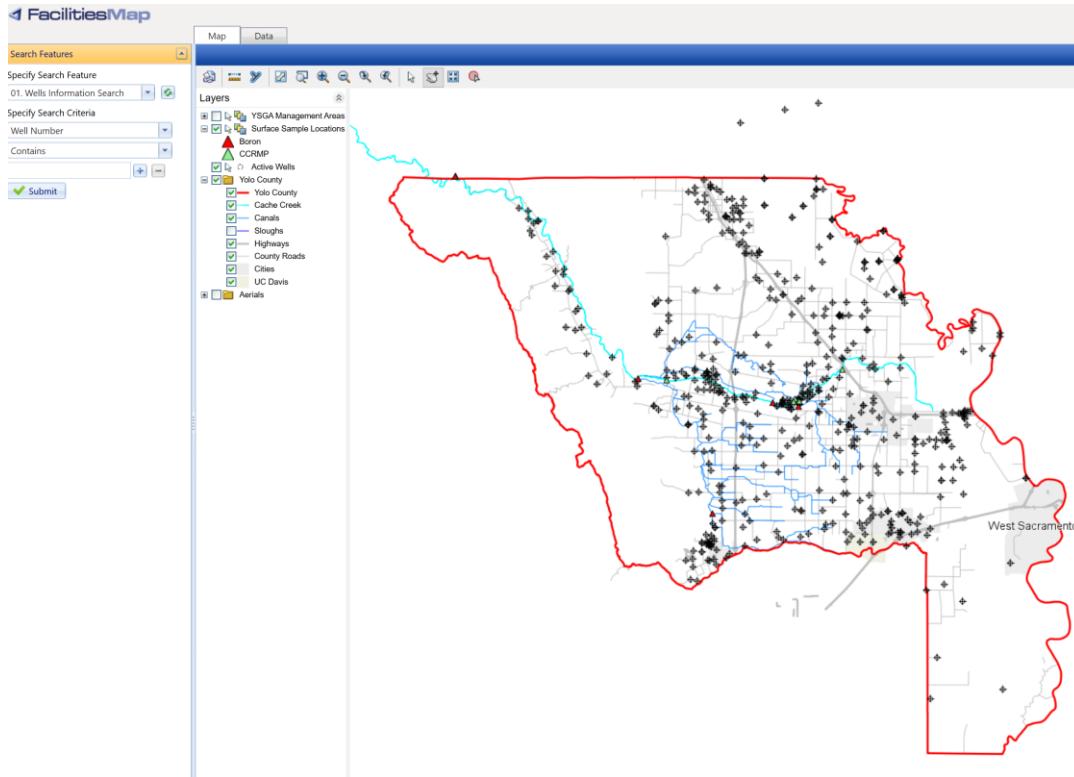 FacilitiesMap
Map
Data
Search Features
Specify Search Feature
01. Wells Information Search
Specify Search Criteria
Well Number
Contains
Submit
Layers
YSGA Management Areas
Surface Sample Locations
Boron
CCRMP
Active Wells
Yolo County
Yolo County
Cache Creek
Canals
Sloughs
Highways
County Roads
Cities
UC Davis
Aerials
West Sacramento